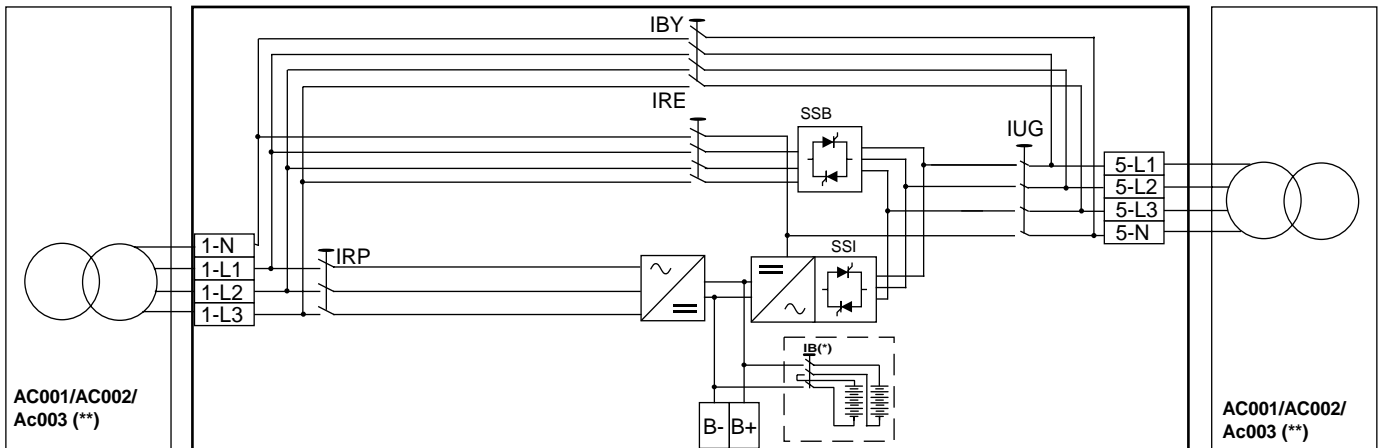 IBY
IRE
SSB
IUG
5-L1
5-L2
5-L3
5-N
1-N
1-L1
1-L2
1-L3
IRP
SSI
IB(*)
B- B+
AC001/AC002/
Ac003 (**)
AC001/AC002/
Ac003 (**)